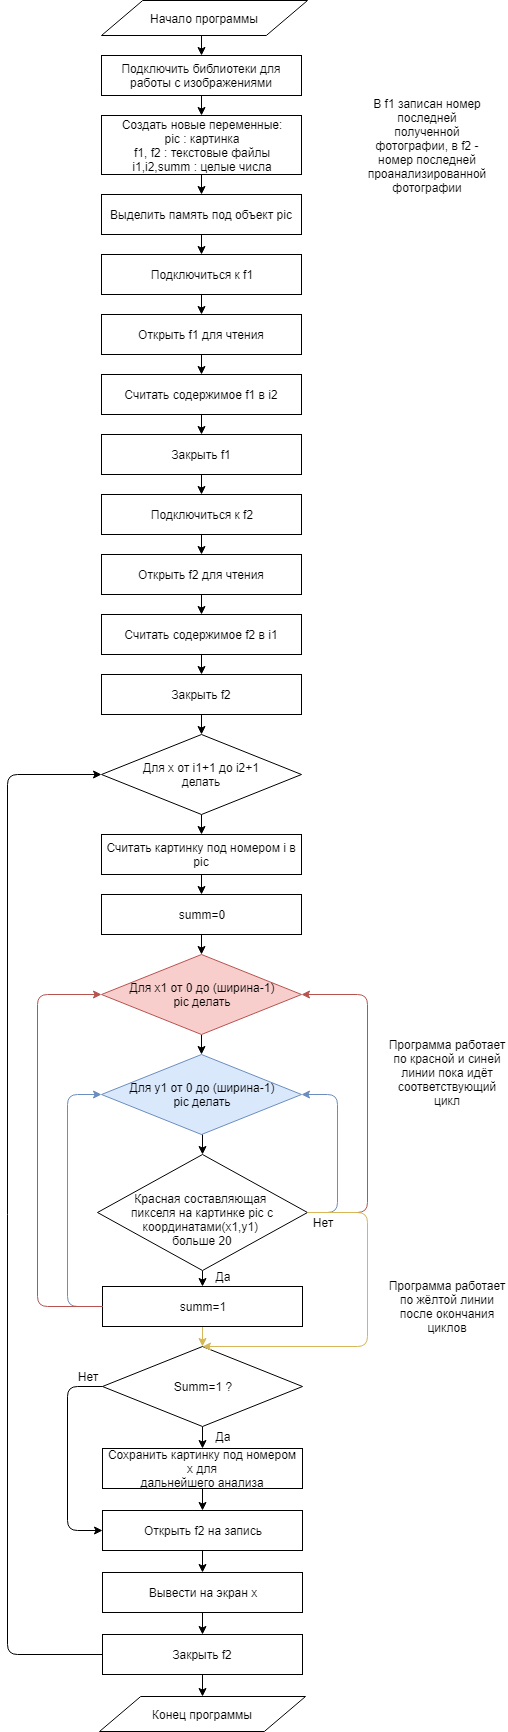 Начало программы
Подключить библиотеки для
работы с изображениями
В f1 записан номер
последней
полученной
фотографии, в f2 -
номер последней
проанализированной
фотографии
Создать новые переменные:
pic : картинка
f1, f2 : текстовые файлы
i1,i2,summ : целые числа
Выделить память под объект pic
Подключиться к f1
Открыть f1 для чтения
Считать содержимое f1 в i2
Закрыть f1
Подключиться к f2
Открыть f2 для чтения
Считать содержимое f2 в i1
Закрыть f2
Для x от i1+1 до i2+1
делать
Считать картинку под номером i в
pic
summ=0
Для x1 от 0 до (ширина-1)
pic делать
Программа работает
по красной и синей
линии пока идёт
соответствующий
цикл
Для y1 от 0 до (ширина-1)
pic делать
Красная составляющая
пикселя на картинке pic с
координатами(x1,y1)
больше 20
Нет
Да
summ=1
Программа работает
по жёлтой линии
после окончания
циклов
Summ=1 ?
Нет
Да
Сохранить картинку под номером
x для
дальнейшего анализа
Открыть f2 на запись
Вывести на экран x
Закрыть f2
Конец программы